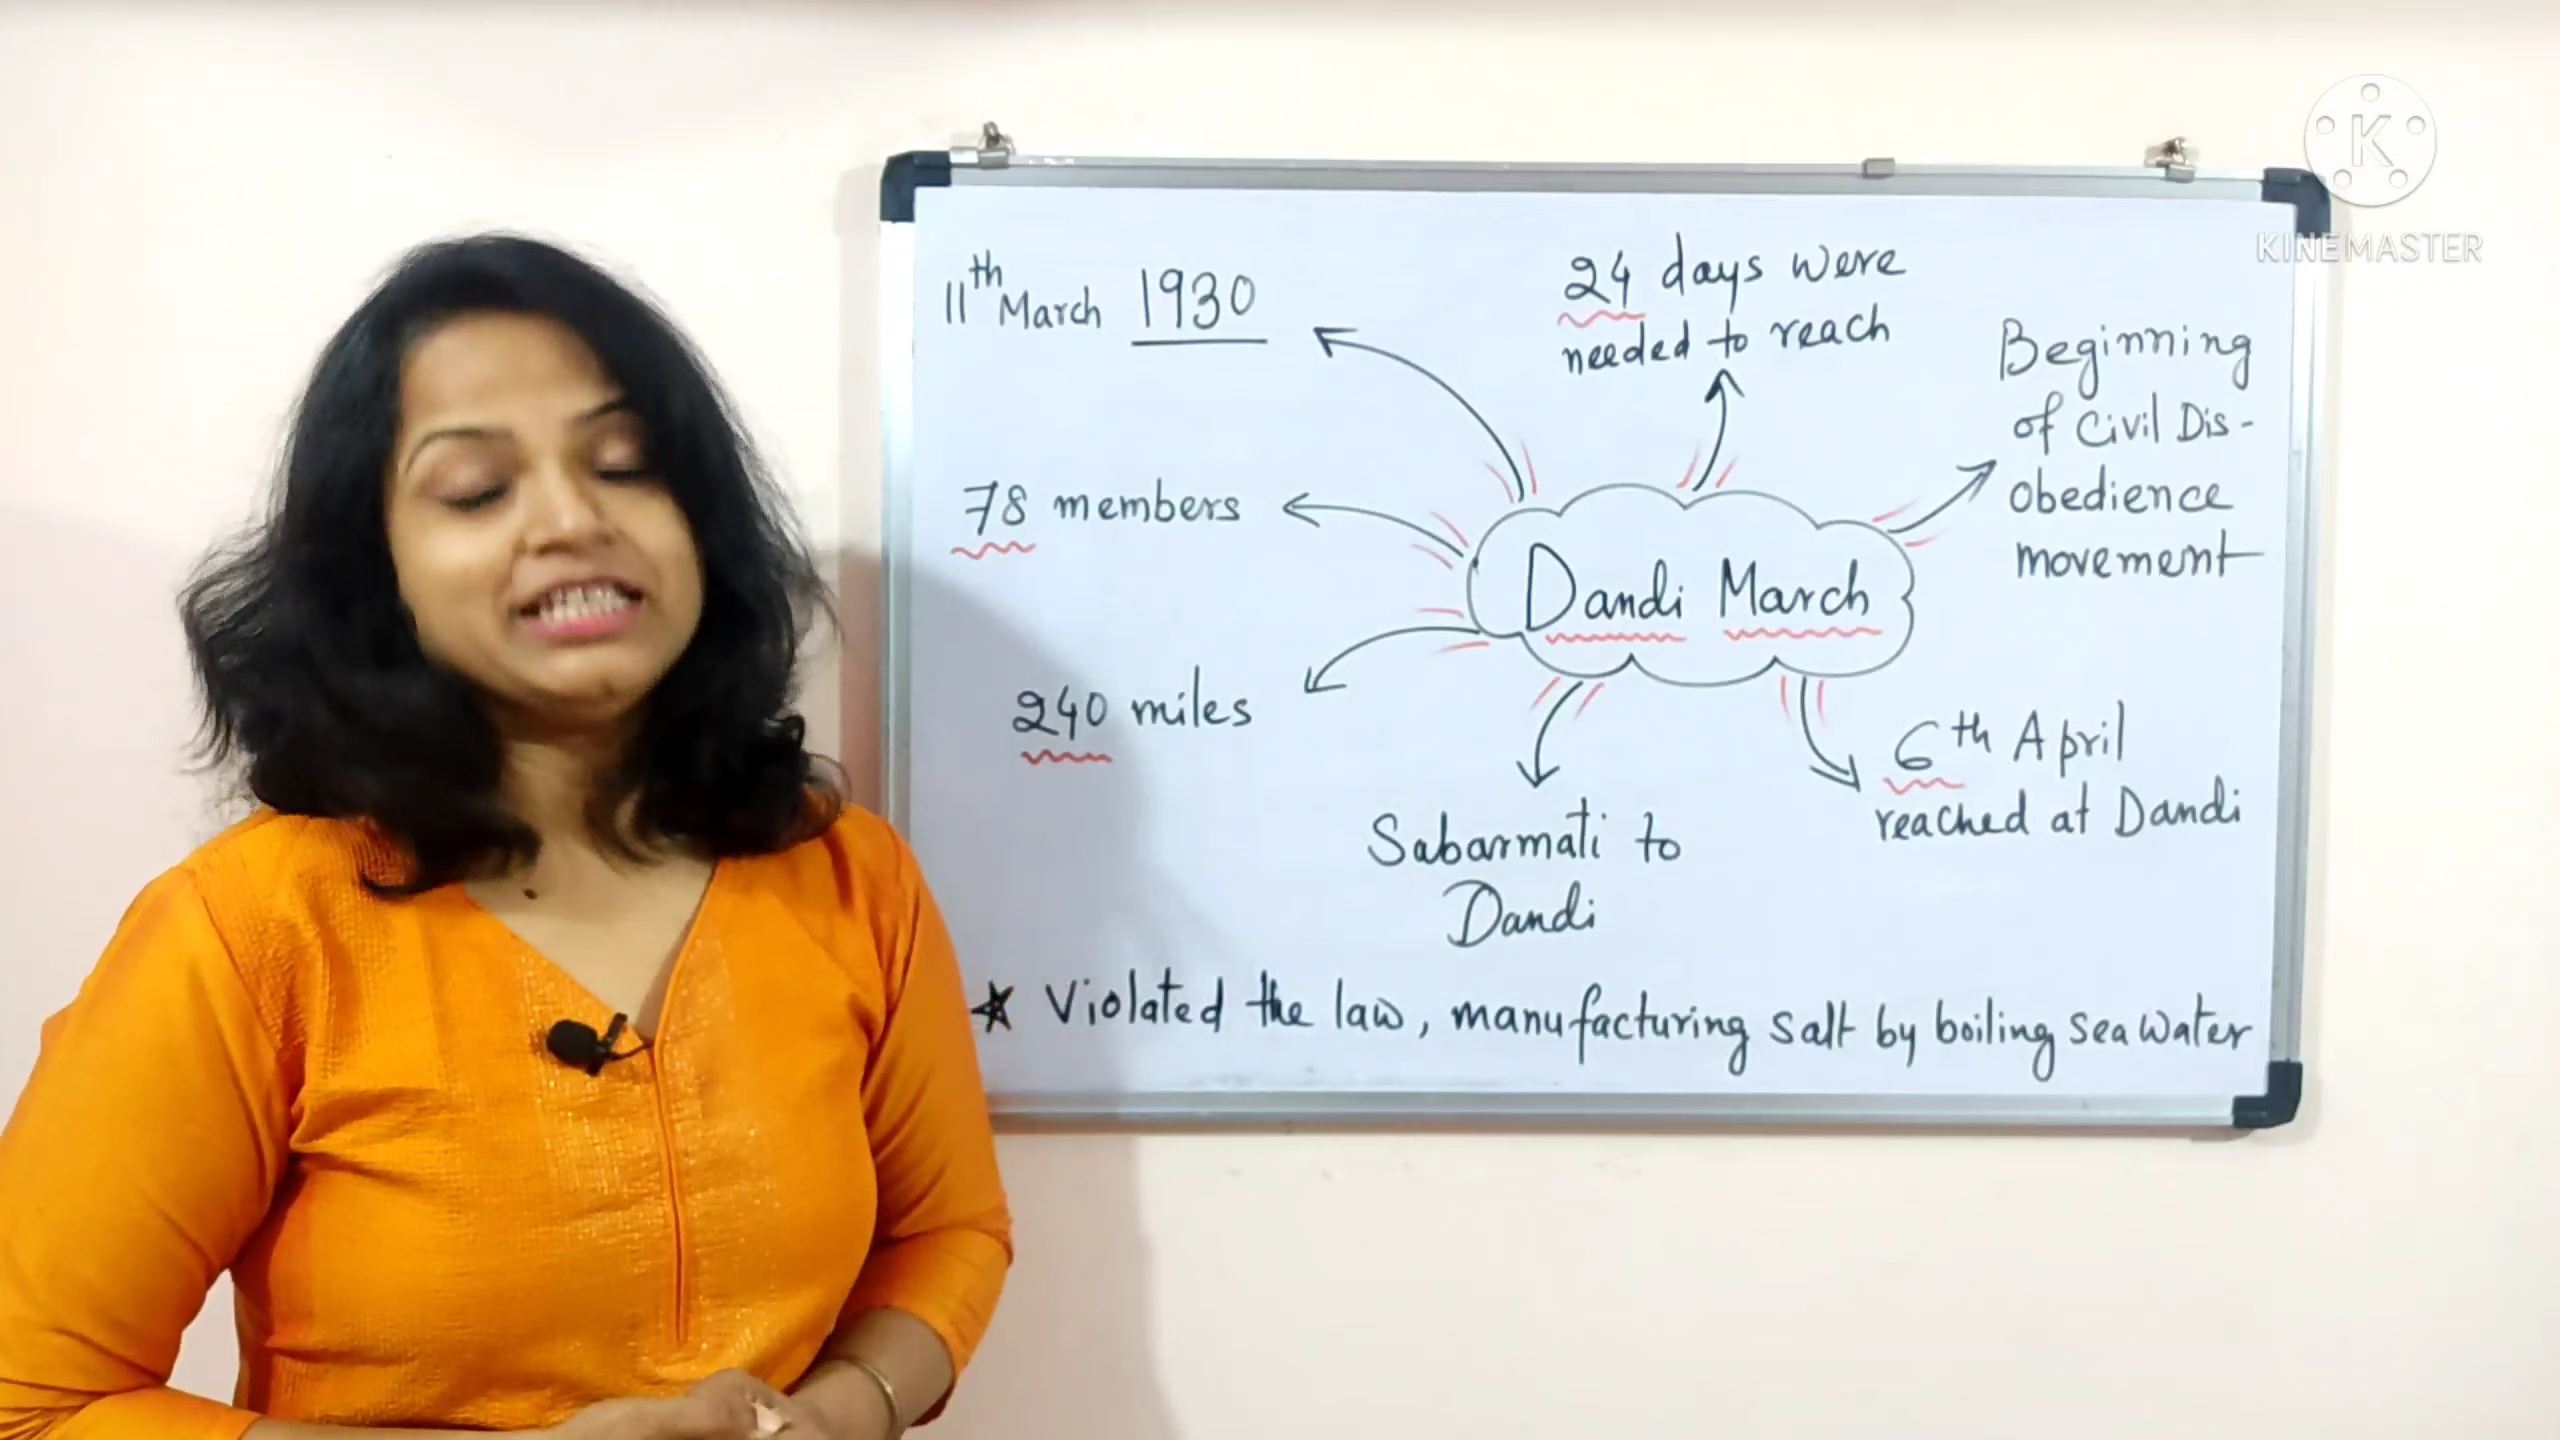 11th March 1930
24 days were
needed to reach
Beginning
of Civil Dis-
obedience
movement
78 members
Dandi March
240 miles
6th April
reached at Dandi
Sabarmati to
Dandi
★ Violated the law, manufacturing salt by boiling sea water
K
KINEMASTER